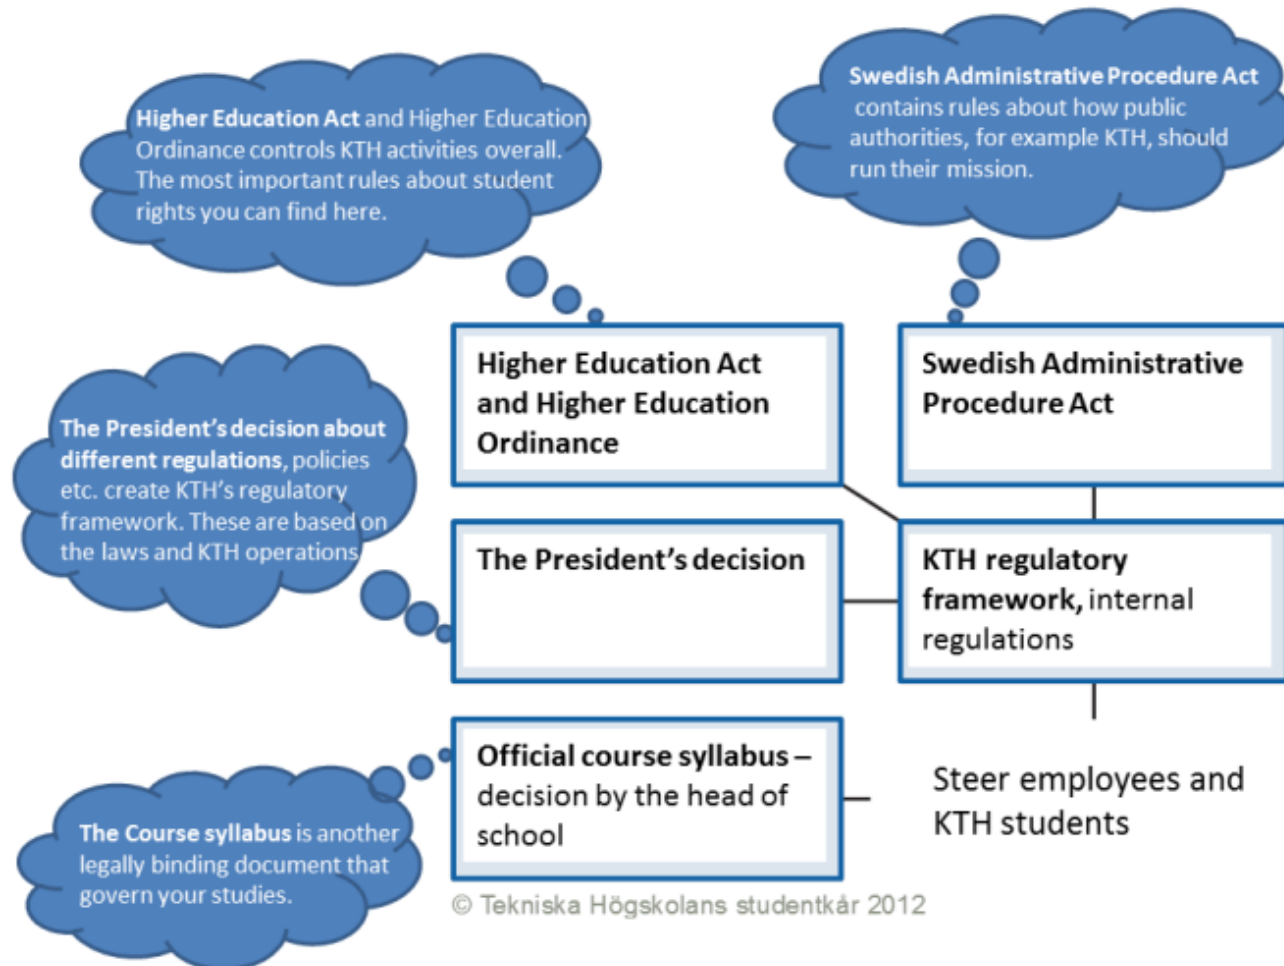 Higher Education Act and Higher Education
Ordinance controls KTH activities overall.
The most important rules about student
rights you can find here.
Swedish Administrative Procedure Act
contains rules about how public
authorities, for example KTH, should
run their mission.
Higher Education Act
and Higher Education
Ordinance
Swedish Administrative
Procedure Act
The President's decision about
different regulations, policies
etc. create KTH's regulatory
framework. These are based on
the laws and KTH operations
The President's decision
KTH regulatory
framework, internal
regulations
Official course syllabus –
decision by the head of
school
Steer employees and
KTH students
The Course syllabus is another
legally binding document that
govern your studies.
© Tekniska Högskolans studentkår 2012